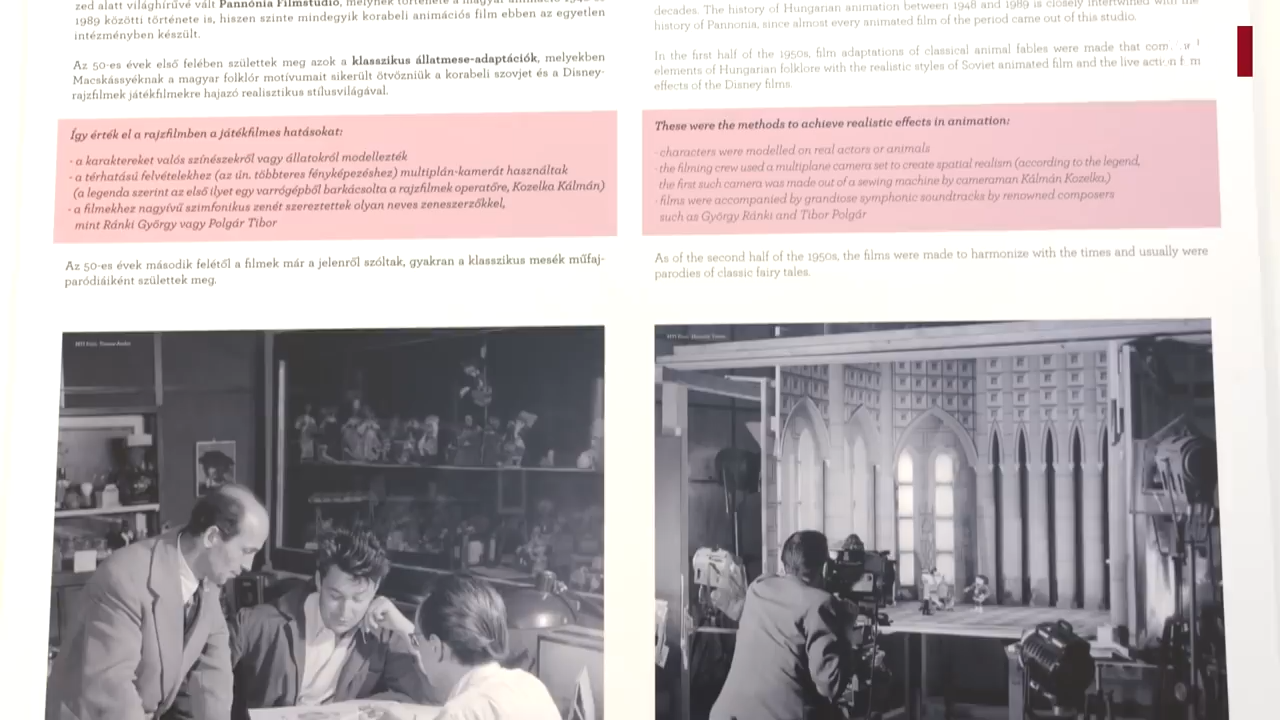 zed alatt világhírűvé vált Pannónia Filmstúdió, melynek története a magyar animáció
1989 közötti története is, hiszen szinte mindegyik korabeli animációs film ebben az egyetlen
intézményben készült.
Az 50-es évek első felében születtek meg azok a klasszikus állatmese-adaptációk, melyekben
Macskássyéknak a magyar folklór motívumait sikerült ötvözniük a korabeli szovjet és a Disney-
rajzfilmek játékfilmekre hajazó realisztikus stílusvilágával.
Így érték el a rajzfilmben a játékfilmes hatásokat:
- a karaktereket valós színészekről vagy állatokról modellezték
- a térhatású felvételekhez (az ún. többteres fényképezéshez) multiplán-kamerát használtak
(a legenda szerint az első ilyet egy varrógépből barkácsolta a rajzfilmek operatőre, Kozelka Kálmán)
- a filmekhez nagyívű szimfonikus zenét szereztettek olyan neves zeneszerzőkkel,
mint Ránki György vagy Polgár Tibor
Az 50-es évek második felétől a filmek már a jelenről szóltak, gyakran a klasszikus mesék műfaj-
paródiáiként születtek meg.
decades. The history of Hungarian animation between 1948 and 1989 is closely intertwined with the
history of Pannonia, since almost every animated film of the period came out of this studio.
In the first half of the 1950s, film adaptations of classical animal fables were made that
elements of Hungarian folklore with the realistic styles of Soviet animated film and the live action
effects of the Disney films.
These were the methods to achieve realistic effects in animation:
- characters were modelled on real actors or animals
- the filming crew used a multiplane camera set to create spatial realism (according to the legend,
the first such camera was made out of a sewing machine by cameraman Kálmán Kozelka.)
- films were accompanied by grandiose symphonic soundtracks by renowned composers
such as György Ránki and Tibor Polgár
As of the second half of the 1950s, the films were made to harmonize with the times and usually were
parodies of classic fairy tales.